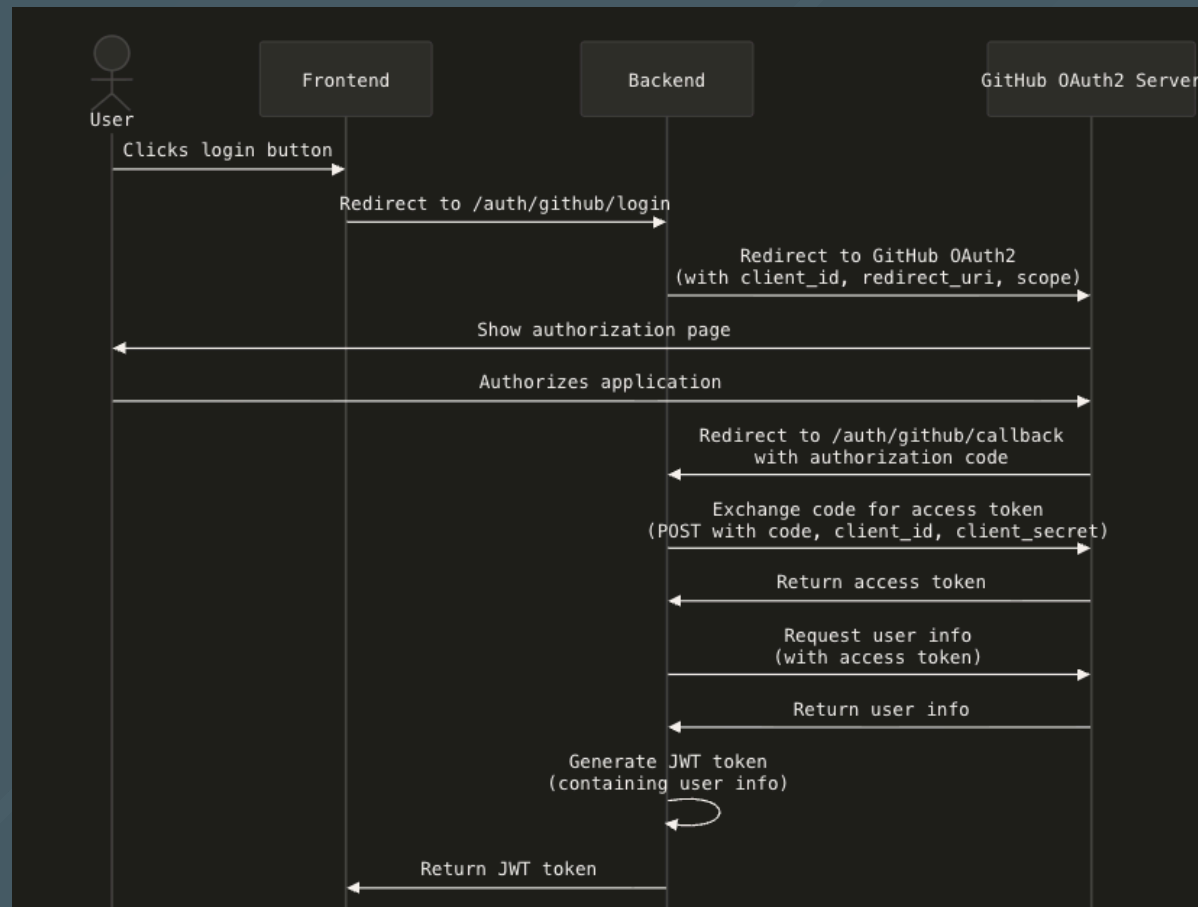 User
Frontend
Backend
GitHub OAuth2 Server
Clicks login button
Redirect to /auth/github/login
Redirect to GitHub OAuth2
(with client_id, redirect_uri, scope)
Show authorization page
Authorizes application
Redirect to /auth/github/callback
with authorization code
Exchange code for access token
(POST with code, client_id, client_secret)
Return access token
Request user info
(with access token)
Return user info
Generate JWT token
(containing user info)
Return JWT token